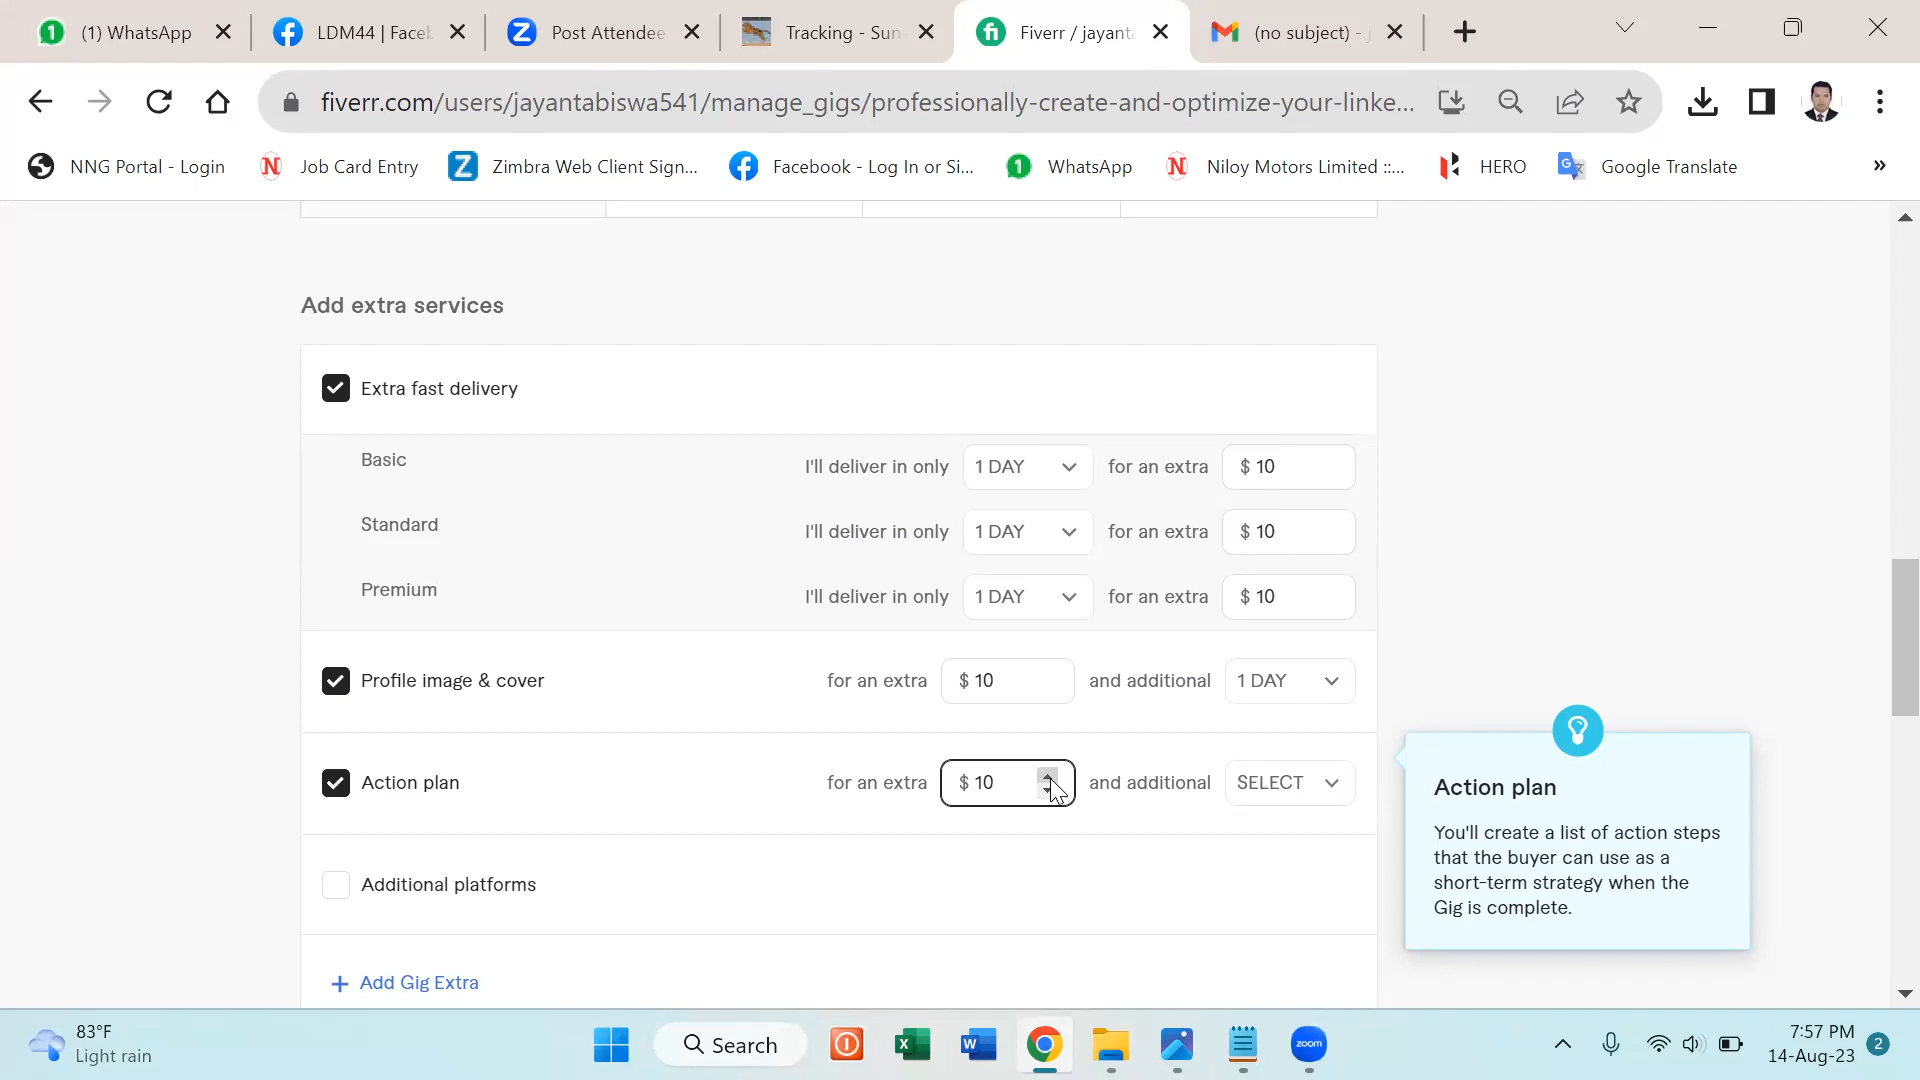 (1) WhatsApp
LDM44 | Faceb
Post Attendee
Tracking - Sun
Fiverr / jayanta
(no subject) - j
fiverr.com/users/jayantabiswa541/manage_gigs/professionally-create-and-optimize-your-linke...
NNG Portal - Login
Job Card Entry
Zimbra Web Client Sign...
Facebook - Log In or Si...
WhatsApp
Niloy Motors Limited ::...
HERO
Google Translate
»
Add extra services
Extra fast delivery
Basic I'll deliver in only 1 DAY for an extra $ 10
Standard I'll deliver in only 1 DAY for an extra $ 10
Premium I'll deliver in only 1 DAY for an extra $ 10
Profile image & cover for an extra $ 10 and additional 1 DAY
Action plan for an extra $ 10 and additional SELECT
Action plan
You'll create a list of action steps
that the buyer can use as a
short-term strategy when the
Gig is complete.
Additional platforms
+ Add Gig Extra
83°F
Light rain
Search
zoom
7:57 PM
14-Aug-23
2